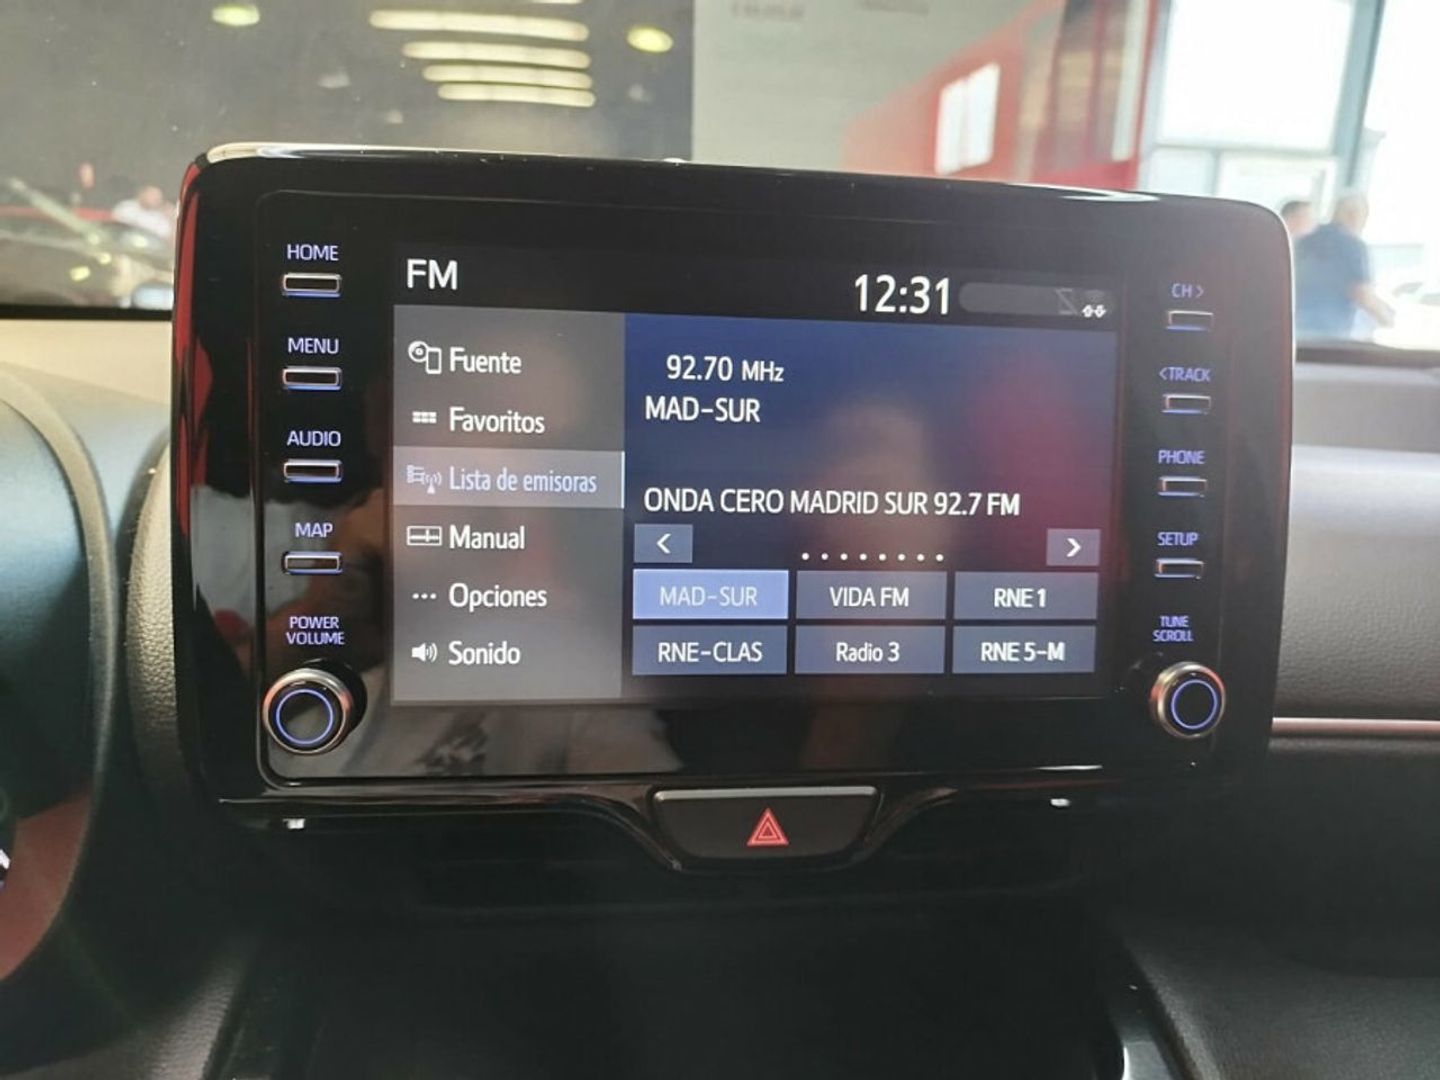 HOME
MENU
AUDIO
MAP
POWER
VOLUME
FM
12:31
Fuente
Favoritos
Lista de emisoras
Manual
Opciones
Sonido
92.70 MHz
MAD-SUR
ONDA CERO MADRID SUR 92.7 FM
<
>
MAD-SUR
VIDA FM
RNE 1
RNE-CLAS
Radio 3
RNE 5-M
CH >
<TRACK
PHONE
SETUP
TUNE
SCROLL